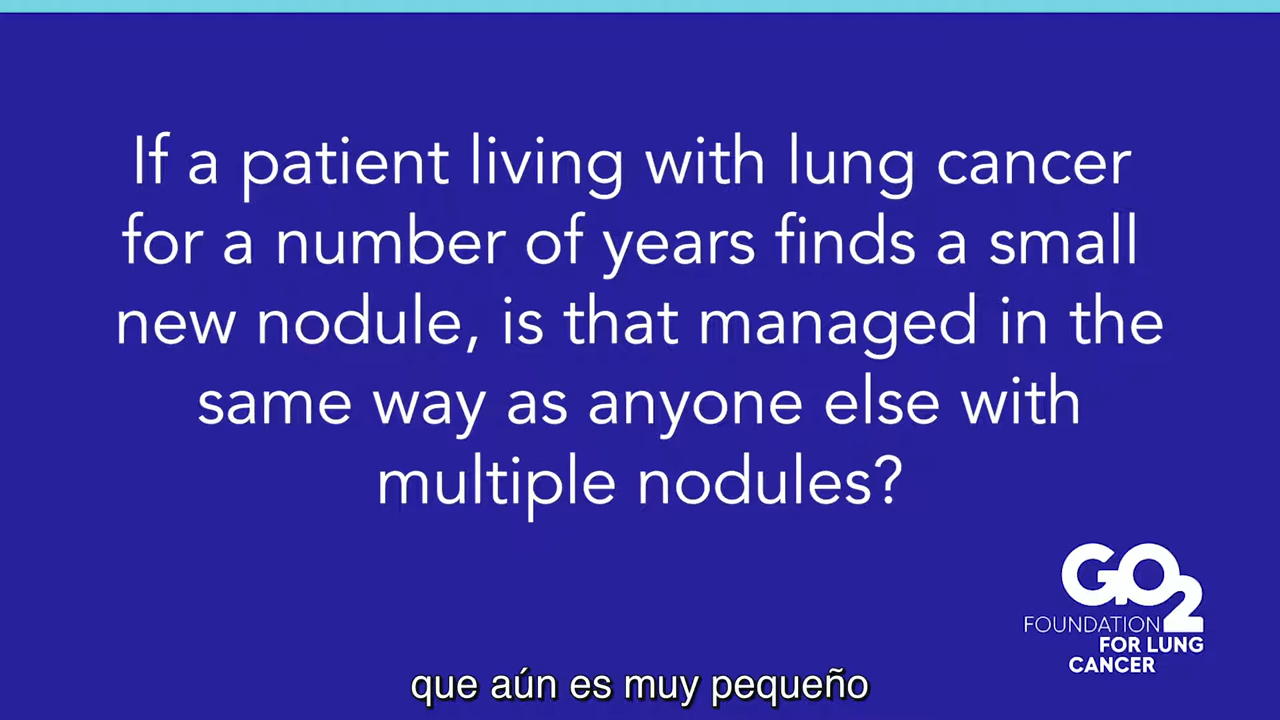 If a patient living with lung cancer
for a number of years finds a small
new nodule, is that managed in the
same way as anyone else with
multiple nodules?
GO2
FOUNDATION
FOR LUNG
CANCER
que aún es muy pequeño